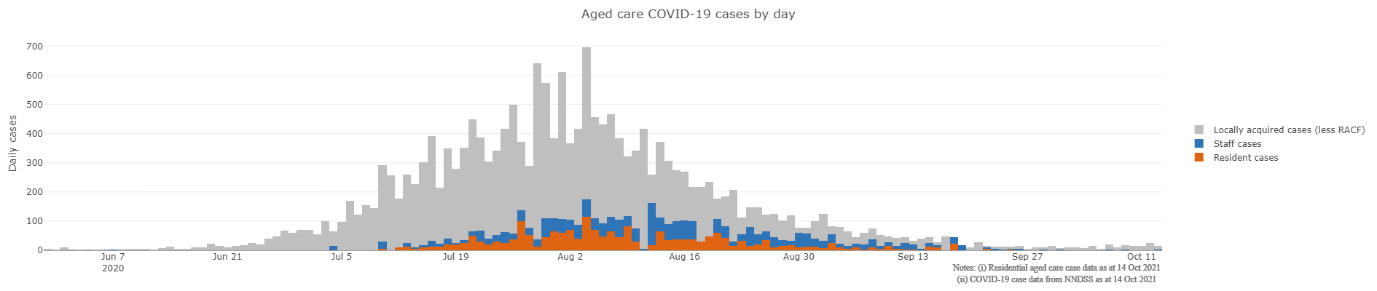 Aged care COVID-19 cases by day
Daily cases
700
600
500
400
300
200
100
0
Jun 7
2020
Jun 21
Jul 5
Jul 19
Aug 2
Aug 16
Aug 30
Sep 13
Sep 27
Oct 11
Locally acquired cases (less RACF)
Staff cases
Resident cases
Notes: (i) Residential aged care case data as at 14 Oct 2021
(ii) COVID-19 case data from NNDSS as at 14 Oct 2021